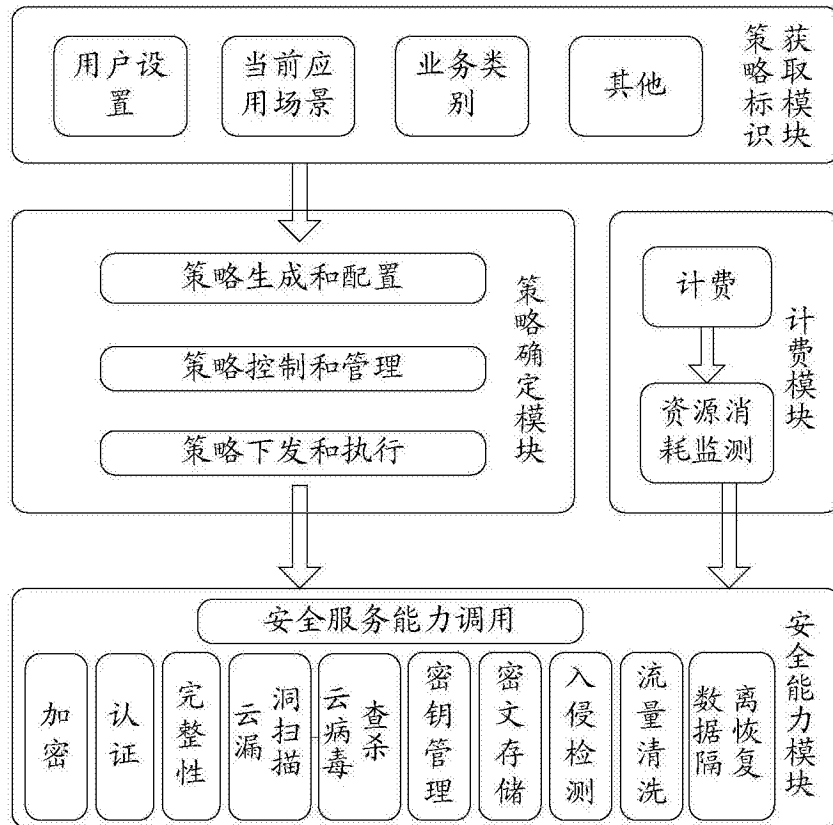 用户设
置
当前应
用场景
业务类
别
其他
策略标识
获取模块
策略生成和配置
策略控制和管理
策略下发和执行
策略确定模块
计费
资源消
耗监测
计费模块
安全服务能力调用
加密
认证
完整性
云漏
洞扫描
云病毒
查杀
密钥管理
密文存储
入侵检测
流量清洗
数据隔
离恢复
安全能力模块